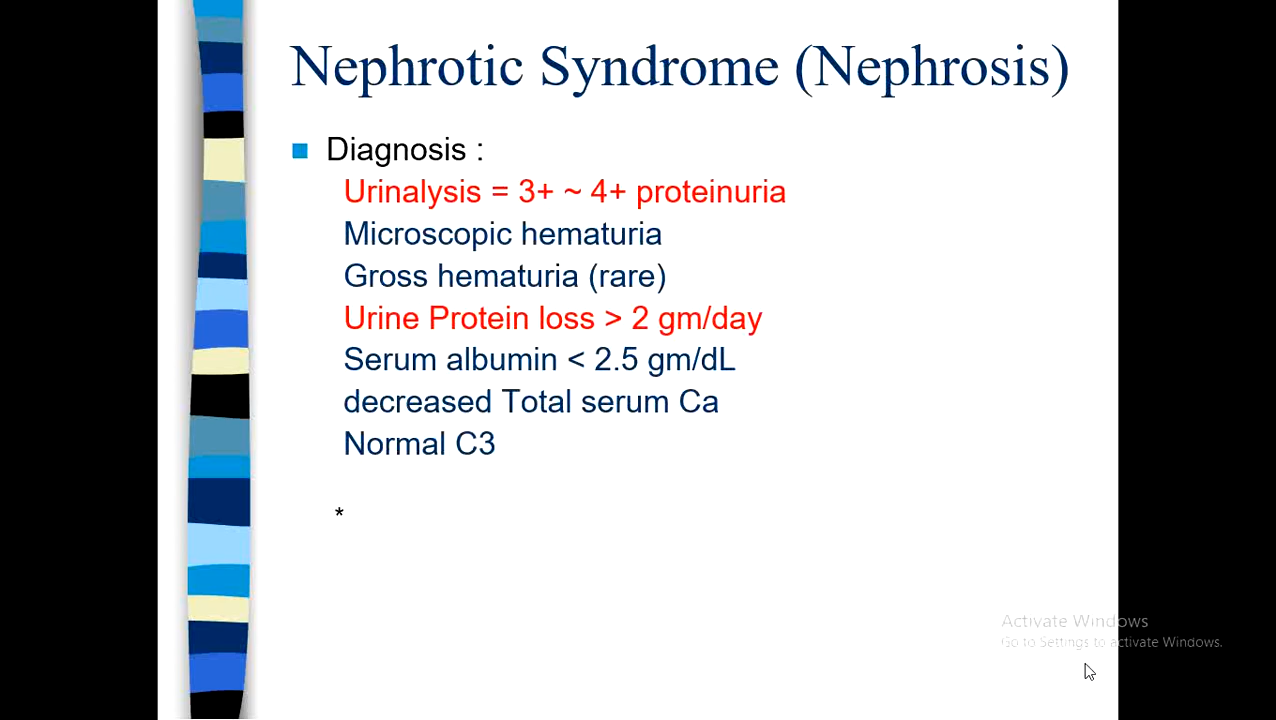 Nephrotic Syndrome (Nephrosis)
Diagnosis :
Urinalysis = 3+ ~ 4+ proteinuria
Microscopic hematuria
Gross hematuria (rare)
Urine Protein loss > 2 gm/day
Serum albumin < 2.5 gm/dL
decreased Total serum Ca
Normal C3
*
Activate Windows
Go to Settings to activate Windows.